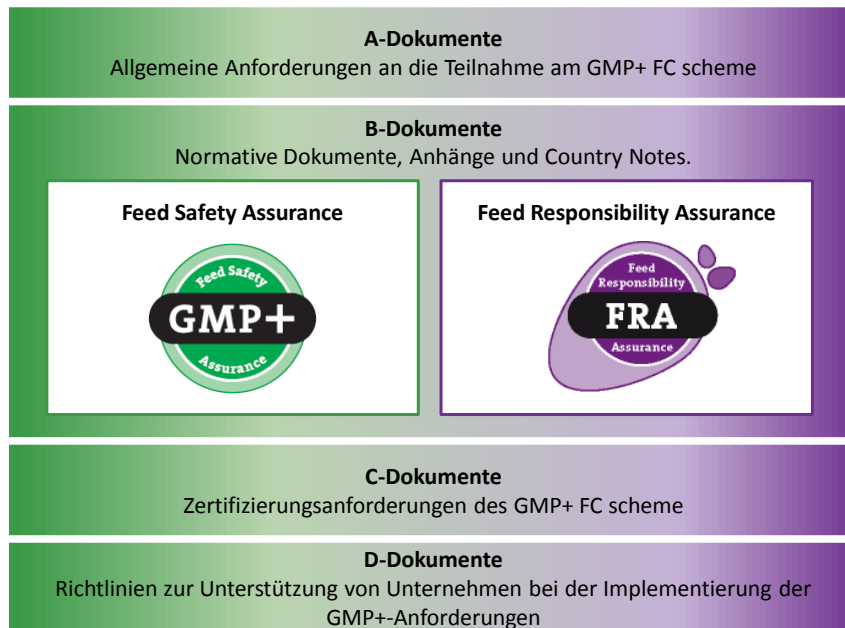 A-Dokumente
Allgemeine Anforderungen an die Teilnahme am GMP+ FC scheme
B-Dokumente
Normative Dokumente, Anhänge und Country Notes.
Feed Safety Assurance
Feed Safety
GMP+
Assurance
Feed Responsibility Assurance
Feed
Responsibility
FRA
Assurance
C-Dokumente
Zertifizierungsanforderungen des GMP+ FC scheme
D-Dokumente
Richtlinien zur Unterstützung von Unternehmen bei der Implementierung der
GMP+-Anforderungen